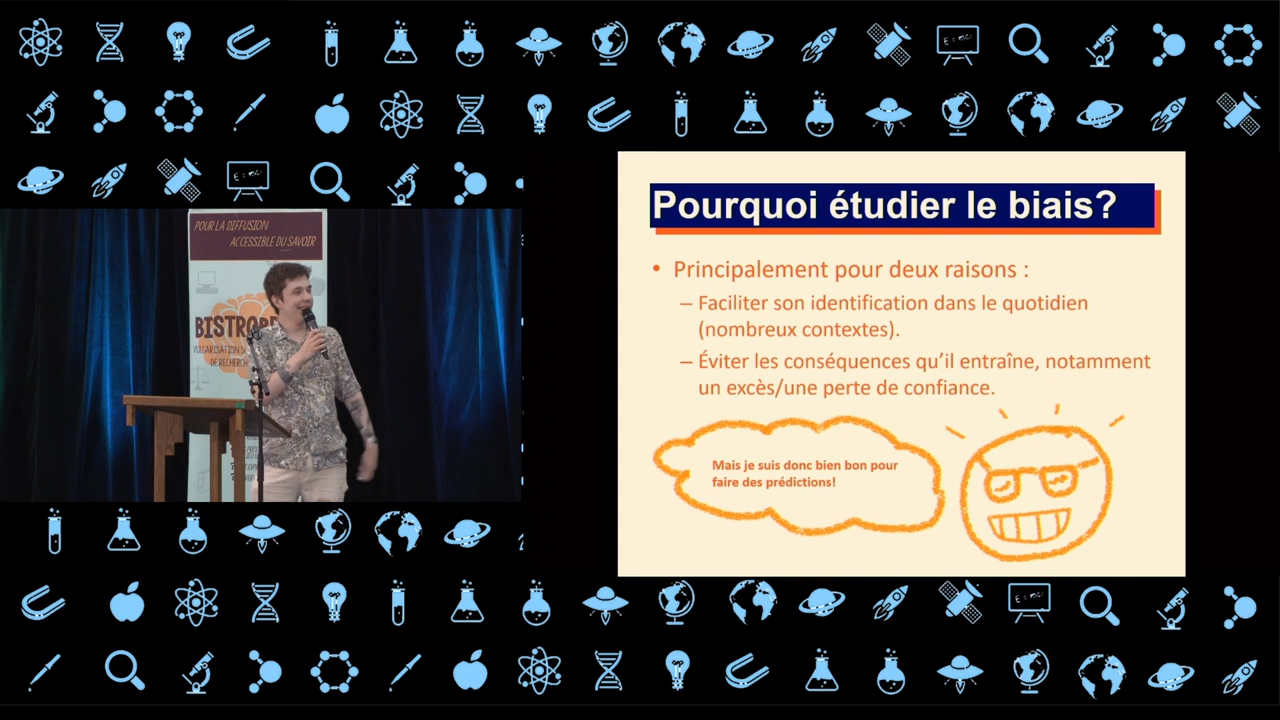 POUR LA DIFFUSION
ACCESSIBLE DU SAVOIR
DE RECHERCH
Pourquoi étudier le biais?
• Principalement pour deux raisons :
– Faciliter son identification dans le quotidien
(nombreux contextes).
– Éviter les conséquences qu’il entraîne, notamment
un excès/une perte de confiance.
Mais je suis donc bien bon pour
faire des prédictions!